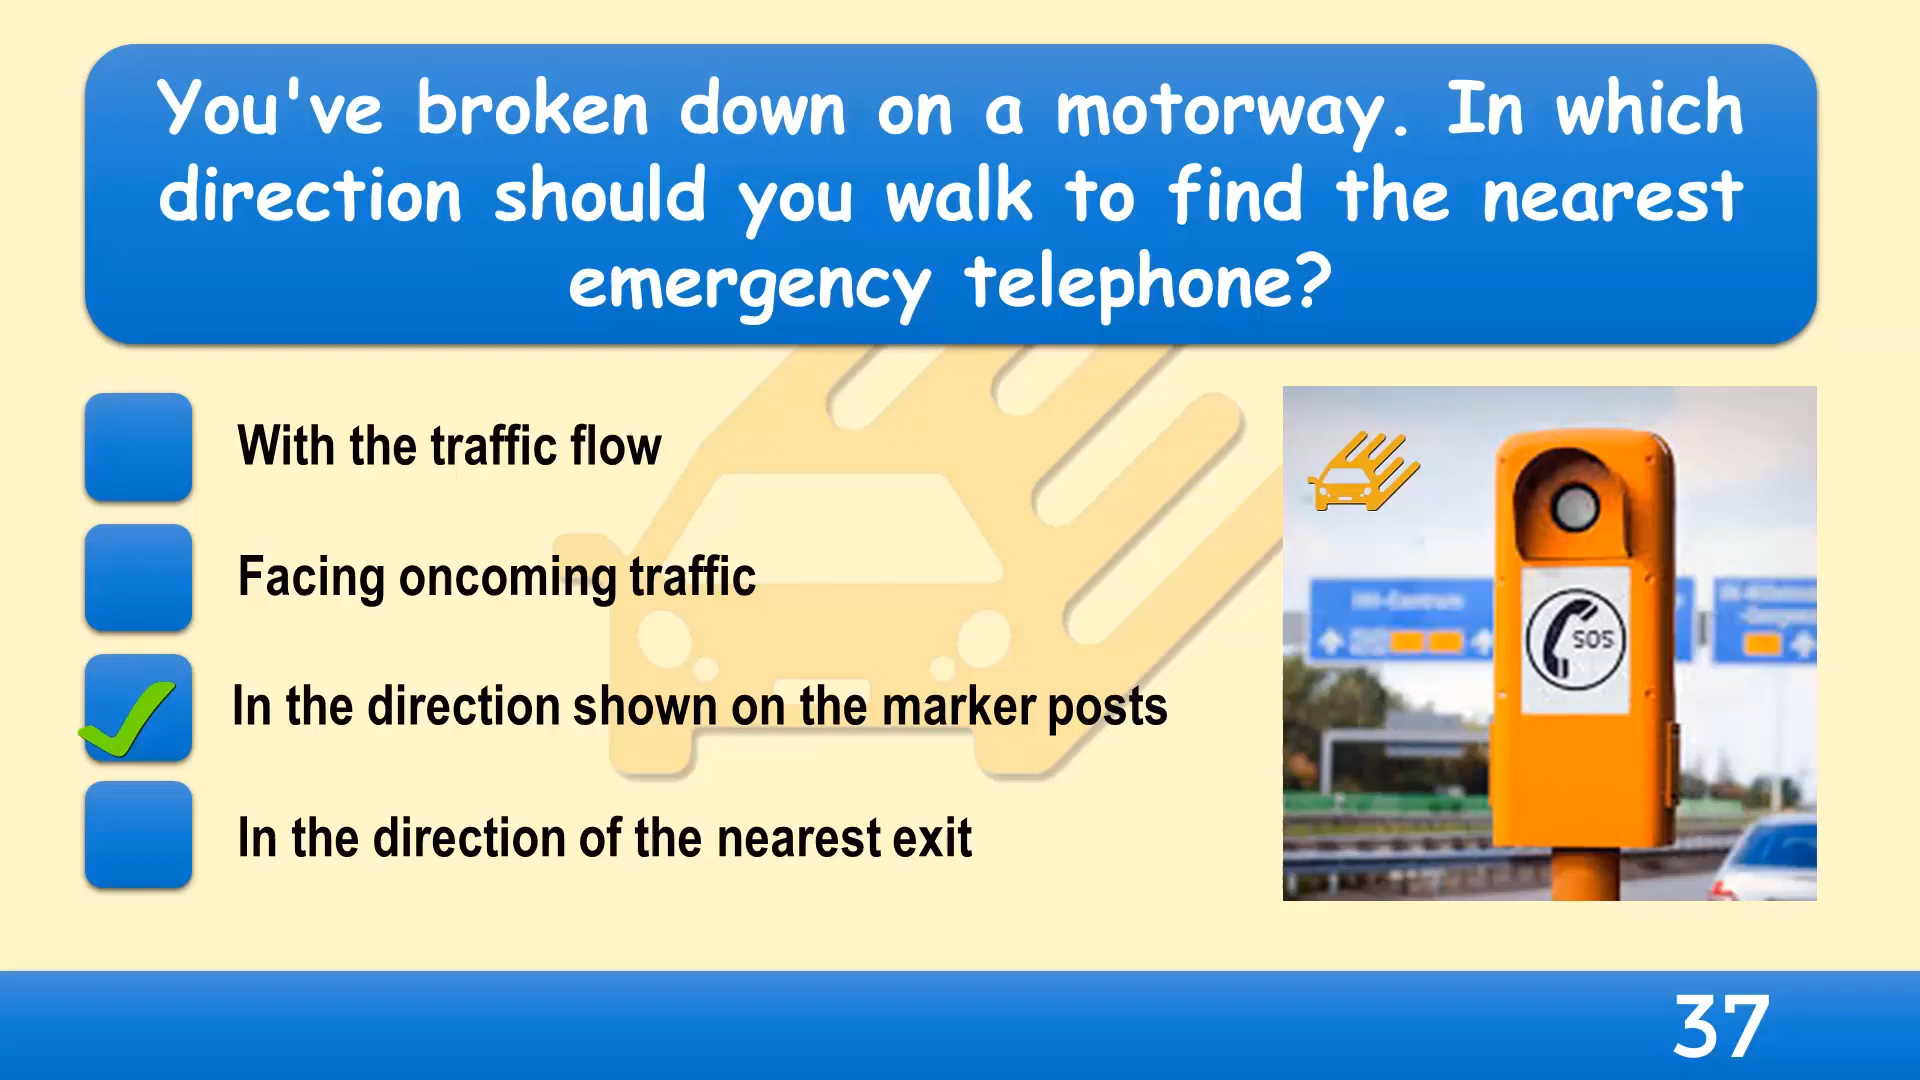 You've broken down on a motorway. In which
direction should you walk to find the nearest
emergency telephone?
With the traffic flow
Facing oncoming traffic
In the direction shown on the marker posts
In the direction of the nearest exit
SOS
37